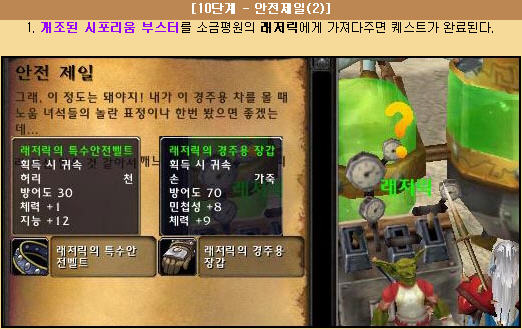 [10단계 - 안전제일(2)]
1. 개조된 시포리움 부스터를 소금평원의 래저릭에게 가져다주면 퀘스트가 완료된다.
안전 제일
그래, 이 정도는 돼야지! 내가 이 경주용 차를 몰 때
노움 녀석들의 놀란 표정이나 한번 봤으면 좋겠는
데...
래저릭의 특수안전벨트
획득 시 귀속
허리 천
방어도 30
체력 +1
지능 +12
래저릭의 경주용 장갑
획득 시 귀속
손 가죽
방어도 70
민첩성 +8
체력 +9
래저릭의 특수안
전벨트
래저릭의 경주용
장갑
래저릭